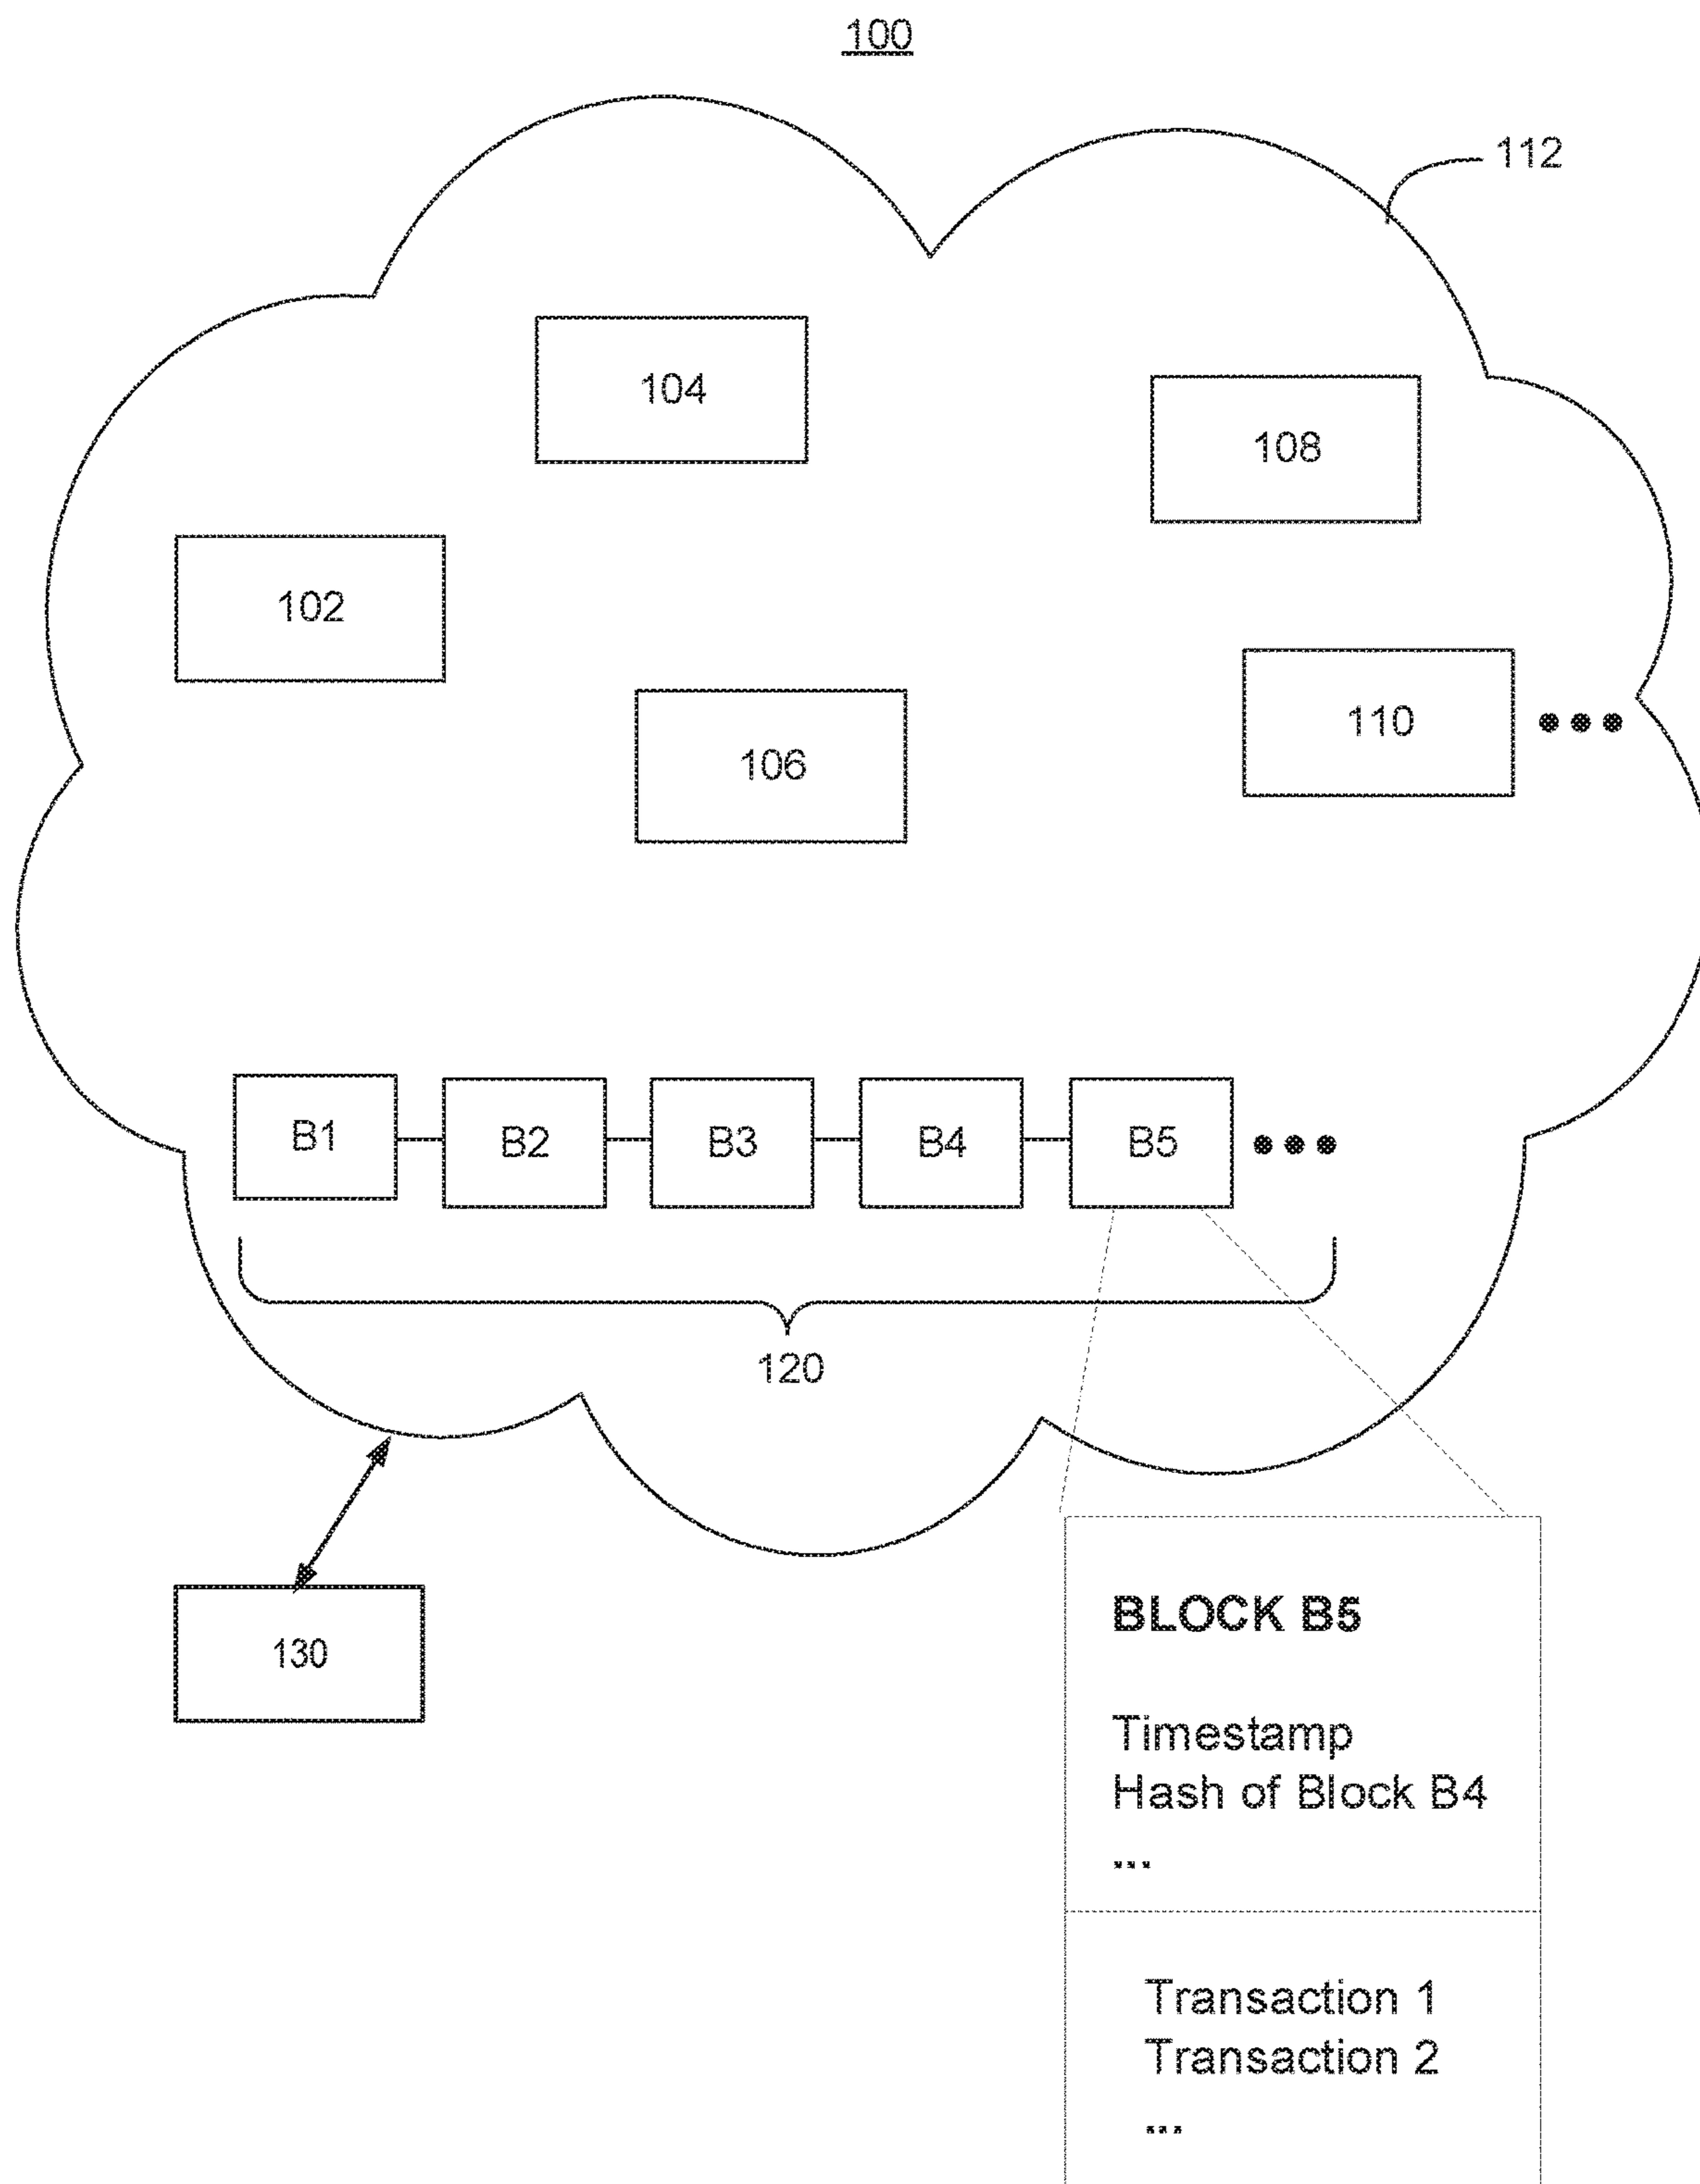 100
112
104
108
102
110
106
B1 B2 B3 B4 B5
120
130
BLOCK B5
Timestamp
Hash of Block B4
...
Transaction 1
Transaction 2
...